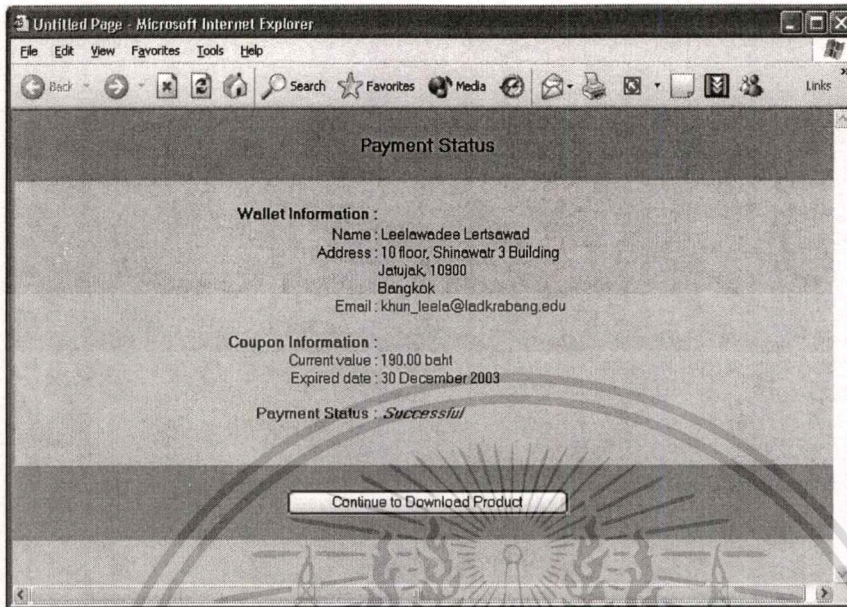 Untitled Page - Microsoft Internet Explorer
File Edit View Favorites Tools Help
Back Search Favorites Media Links »
Payment Status
Wallet Information :
Name : Leelawadee Lertsawad
Address : 10 floor, Shinawatr 3 Building
Jatujak, 10900
Bangkok
Email : khun_leela@ladkrabang.edu
Coupon Information :
Current value : 190.00 baht
Expired date : 30 December 2003
Payment Status : Successful
Continue to Download Product